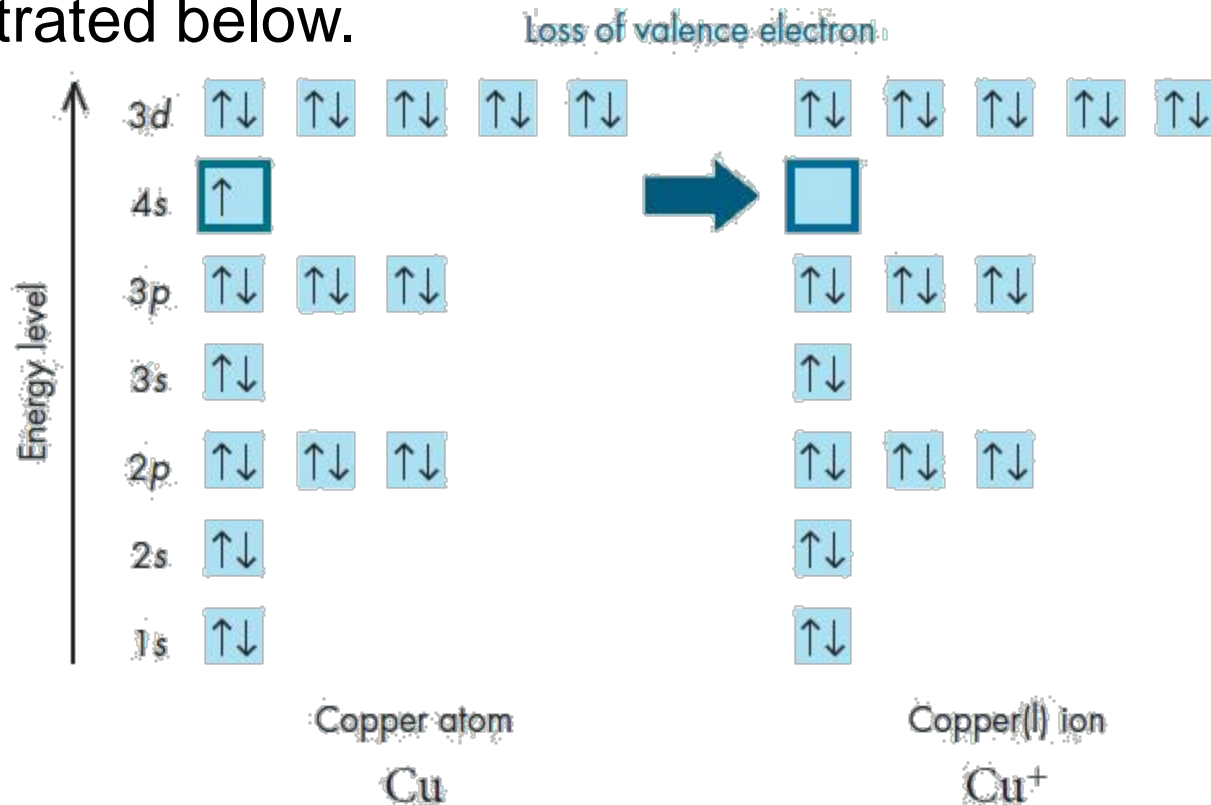 trated below.
Loss of valence electron
3d ↑↓ ↑↓ ↑↓ ↑↓ ↑↓ ↑↓ ↑↓ ↑↓ ↑↓ ↑↓
4s ↑
3p ↑↓ ↑↓ ↑↓ ↑↓ ↑↓ ↑↓
3s ↑↓ ↑↓
2p ↑↓ ↑↓ ↑↓ ↑↓ ↑↓ ↑↓
2s ↑↓ ↑↓
1s ↑↓ ↑↓
Energy level
Copper atom Copper(I) ion
Cu Cu⁺